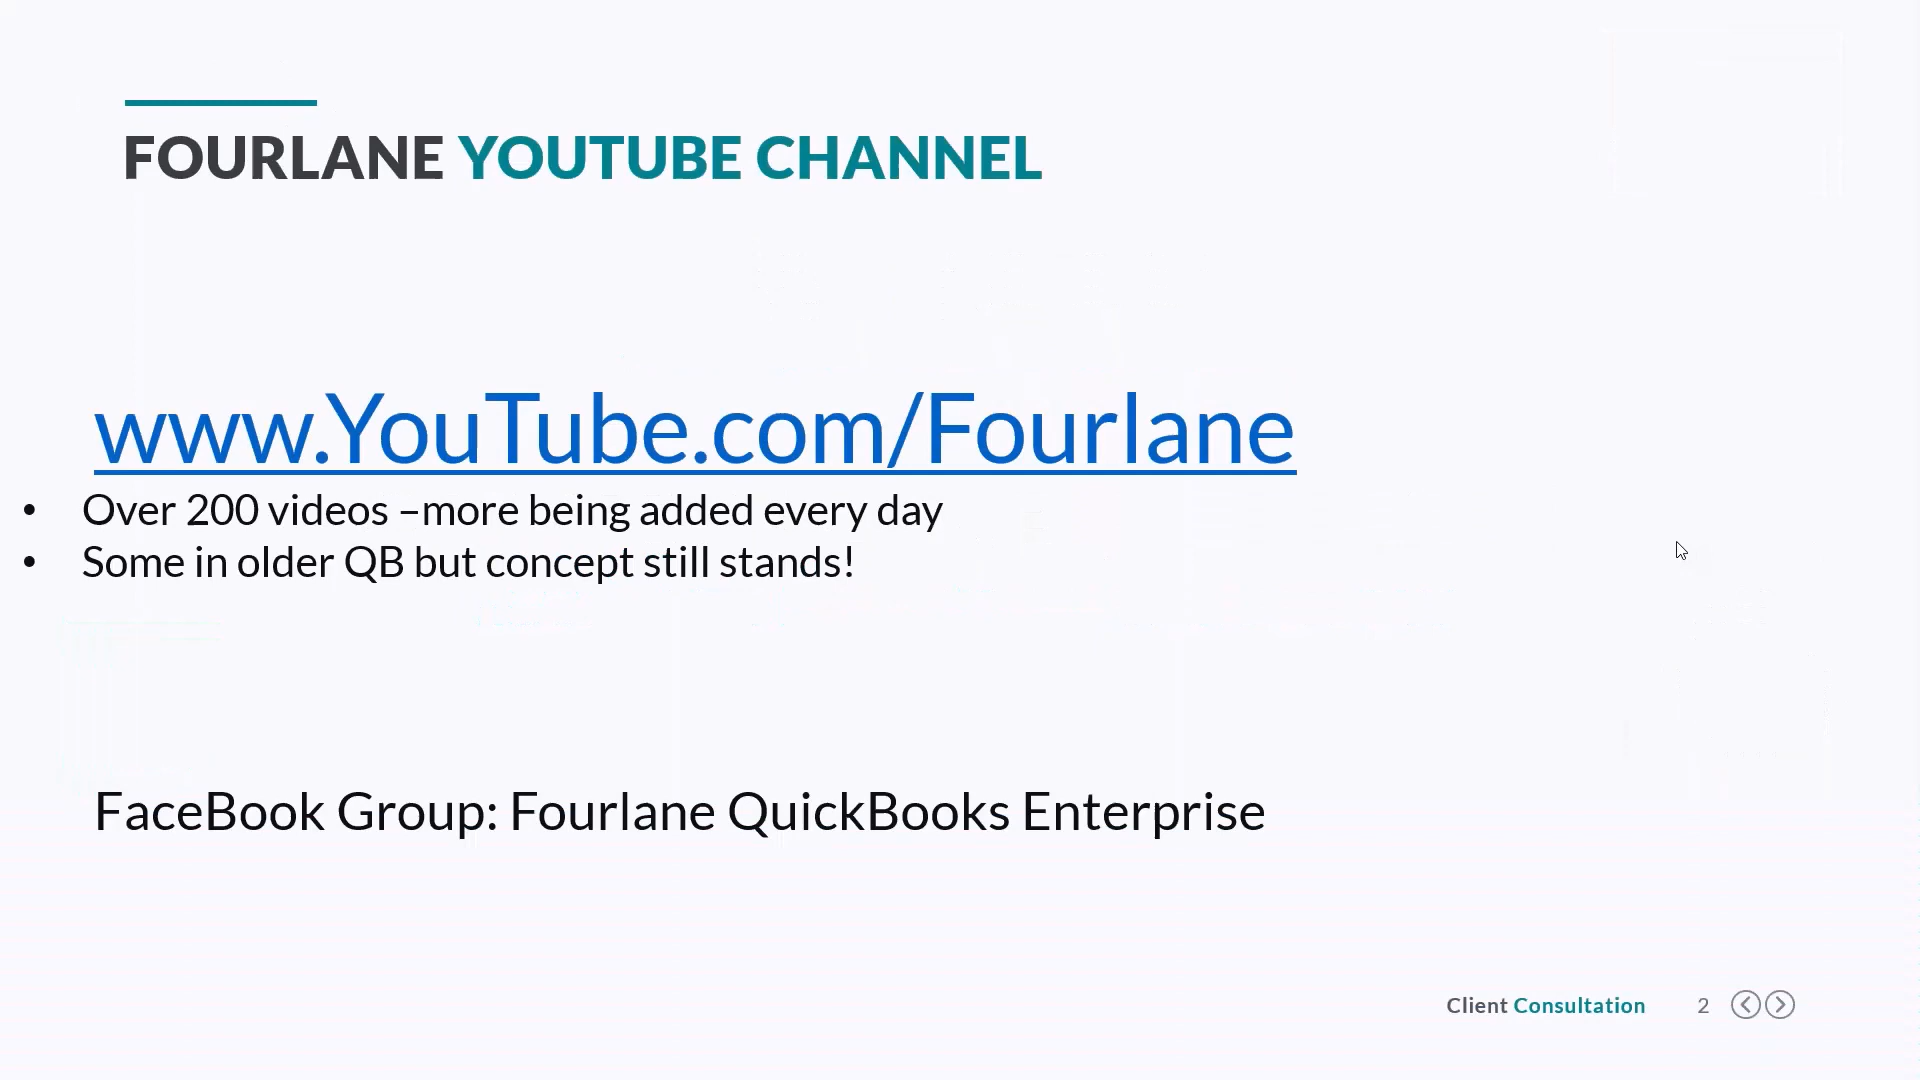 FOURLANE YOUTUBE CHANNEL
www.YouTube.com/Fourlane
• Over 200 videos –more being added every day
• Some in older QB but concept still stands!
FaceBook Group: Fourlane QuickBooks Enterprise
Client Consultation 2